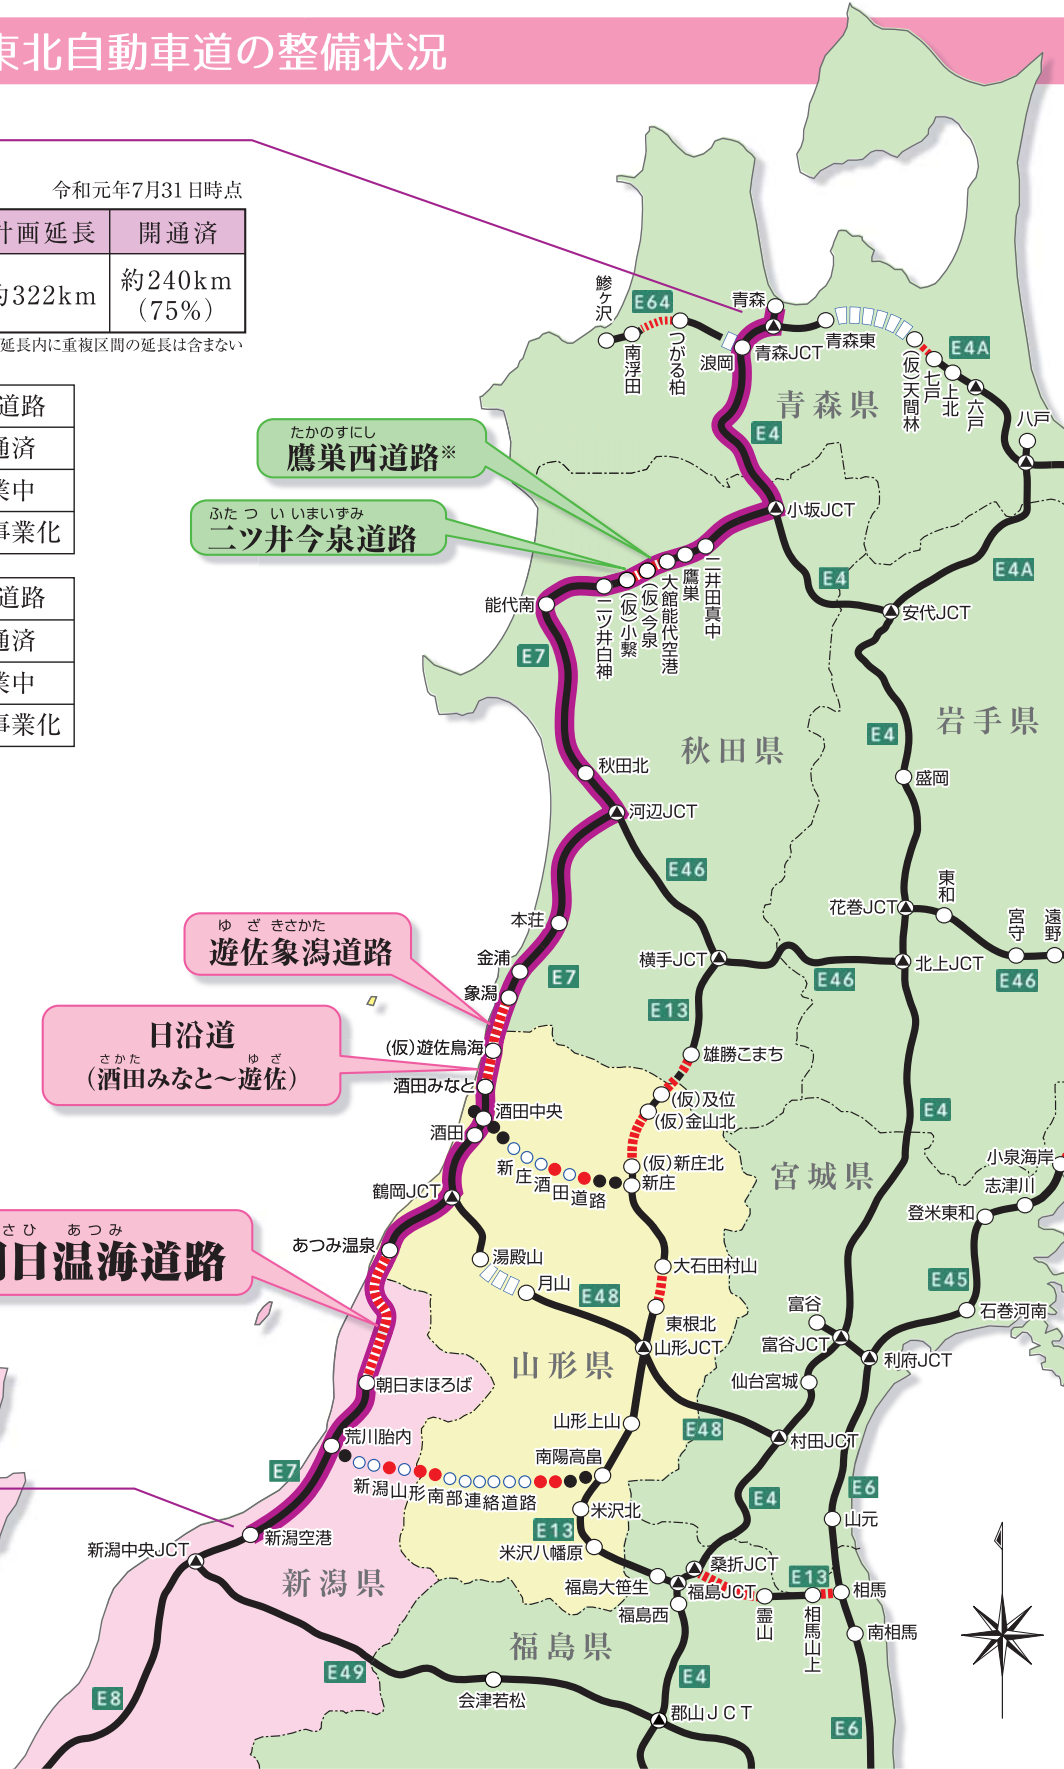 東北自動車道の整備状況
令和元年7月31日時点
計画延長
開通済
約322km
約240km
(75%)
延長内に重複区間の延長は含まない
道路
通済
業中
事業化
道路
通済
業中
事業化
鰺ヶ沢
E64
南浮田
つがる柏
浪岡
青森
青森JCT
青森東
(仮)天間林
七戸
上北
六戸
E4A
八戸
青森県
E4
たかのすにし
鷹巣西道路※
ふたついいまいずみ
二ツ井今泉道路
小坂JCT
二井田真中
鷹巣
大館能代空港
(仮)今泉
(仮)小繋
二ツ井白神
能代南
E7
E4
E4A
安代JCT
岩手県
秋田県
E4
盛岡
秋田北
河辺JCT
E46
花巻JCT
東和
宮守
遠野
本荘
横手JCT
北上JCT
E46
E46
ゆざきさかた
遊佐象潟道路
金浦
象潟
E7
E13
日沿道
さかた ゆざ
(酒田みなと〜遊佐)
(仮)遊佐鳥海
酒田みなと
雄勝こまち
(仮)及位
(仮)金山北
酒田中央
酒田
E4
新庄酒田道路
(仮)新庄北
新庄
小泉海岸
志津川
登米東和
宮城県
鶴岡JCT
さひ あつみ
日温海道路
あつみ温泉
湯殿山
月山
E48
大石田村山
東根北
山形JCT
山形県
E45
石巻河南
富谷
富谷JCT
利府JCT
仙台宮城
朝日まほろば
山形上山
E48
村田JCT
荒川胎内
E7
新潟山形南部連絡道路
南陽高畠
E4
E6
山元
米沢北
E13
米沢八幡原
新潟空港
新潟中央JCT
新潟県
福島大笹生
桑折JCT
福島JCT
福島西
E13
霊山
相馬山上
相馬
南相馬
福島県
E49
会津若松
E4
郡山JCT
E8
E6